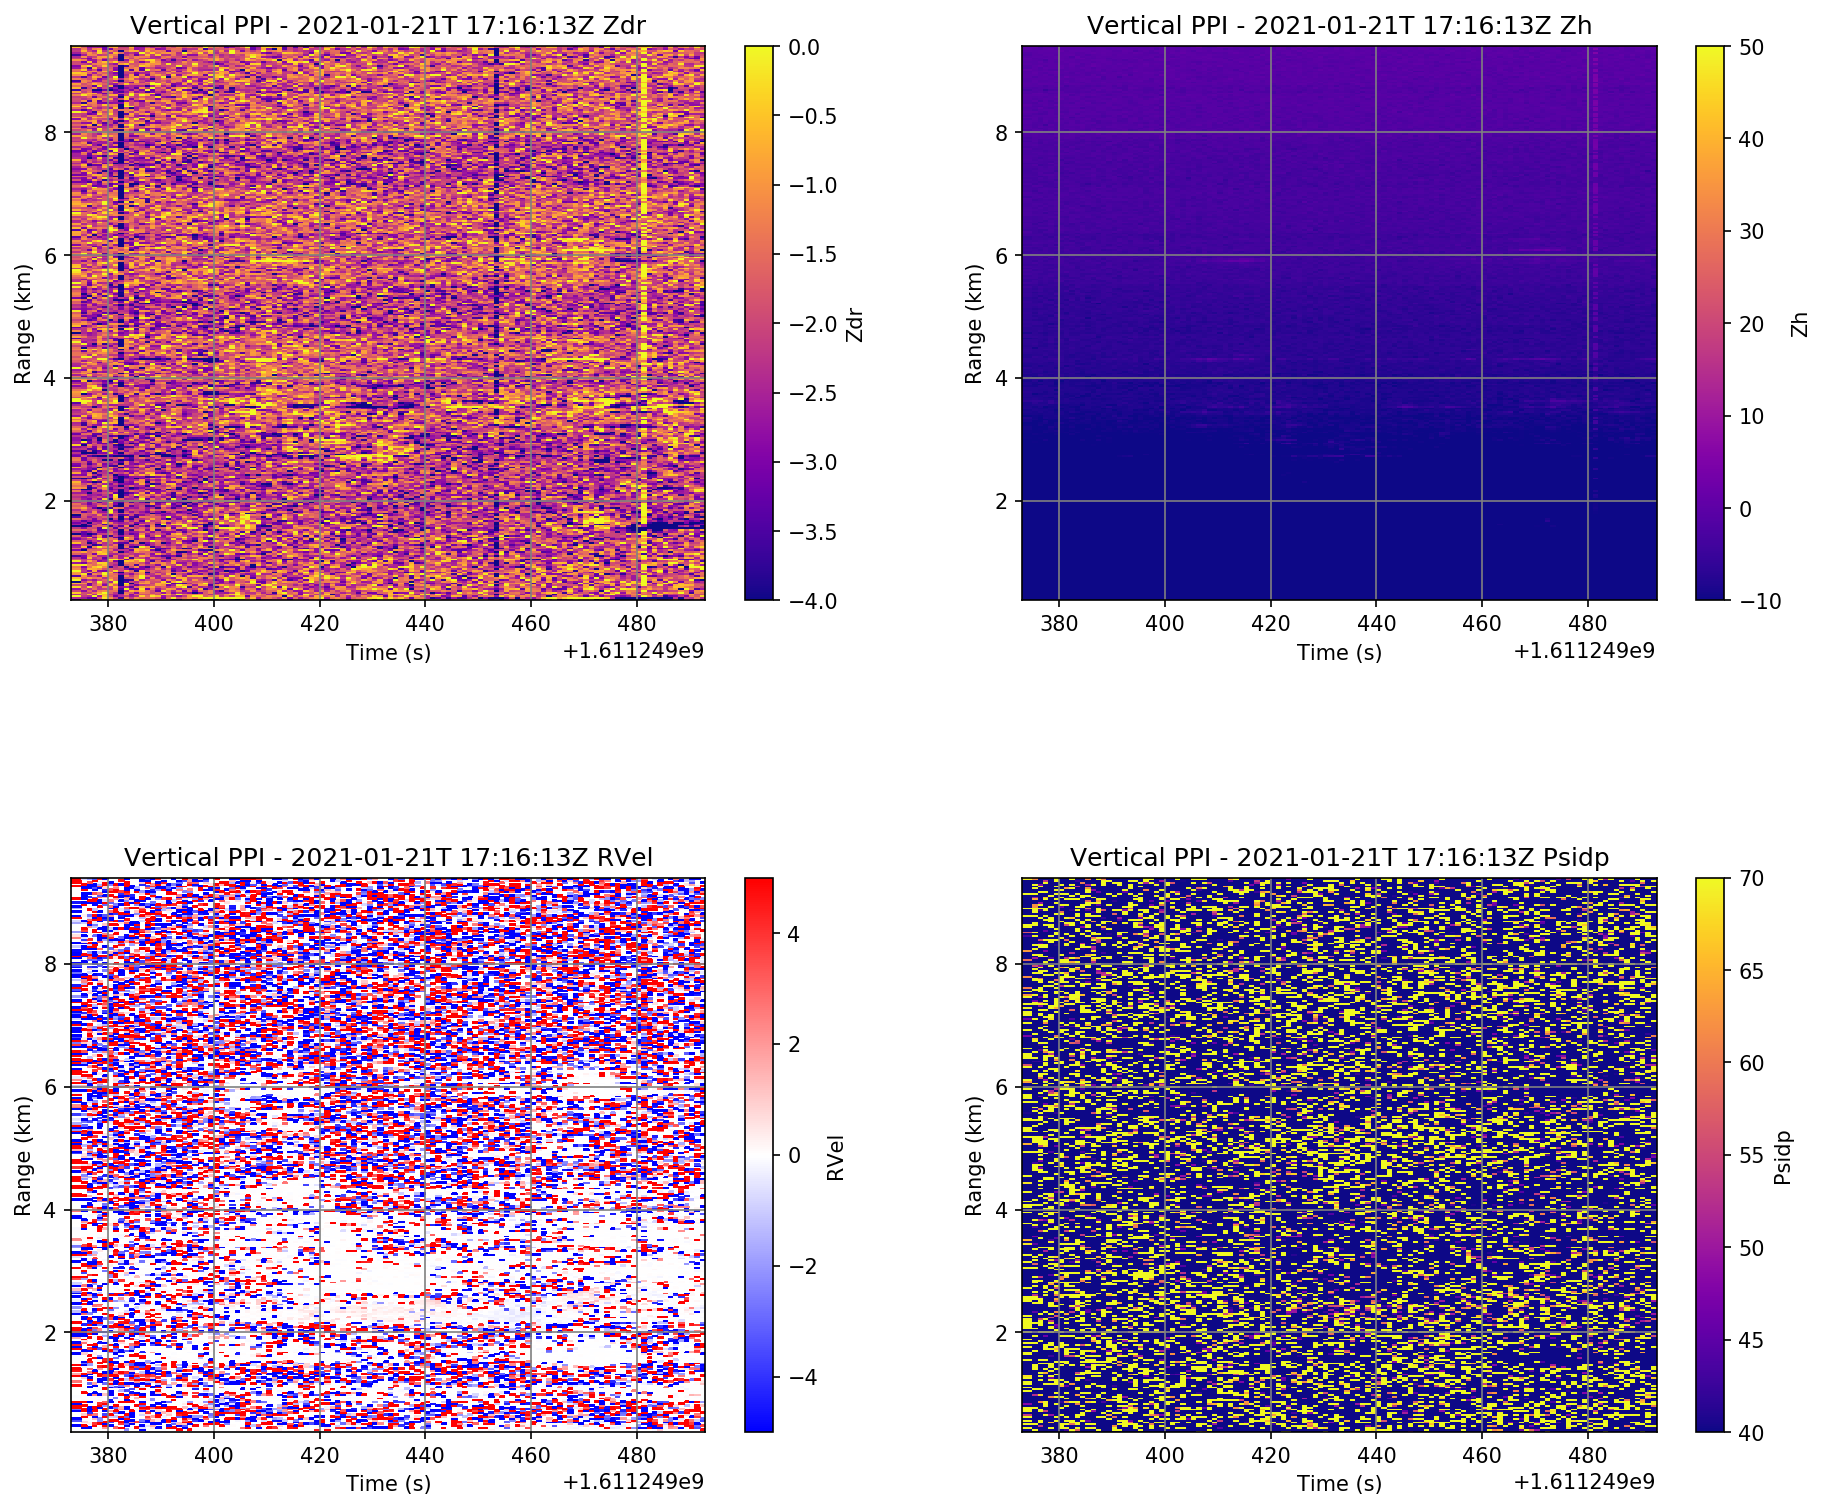 Vertical PPI - 2021-01-21T 17:16:13Z Zdr
8
6
4
2
Range (km)
380 400 420 440 460 480
Time (s)
+1.611249e9
0.0
−0.5
−1.0
−1.5
−2.0
−2.5
−3.0
−3.5
−4.0
Zdr
Vertical PPI - 2021-01-21T 17:16:13Z Zh
8
6
4
2
Range (km)
380 400 420 440 460 480
Time (s)
+1.611249e9
50
40
30
20
10
0
−10
Zh
Vertical PPI - 2021-01-21T 17:16:13Z RVel
8
6
4
2
Range (km)
380 400 420 440 460 480
Time (s)
+1.611249e9
4
2
0
−2
−4
RVel
Vertical PPI - 2021-01-21T 17:16:13Z Psidp
8
6
4
2
Range (km)
380 400 420 440 460 480
Time (s)
+1.611249e9
70
65
60
55
50
45
40
Psidp